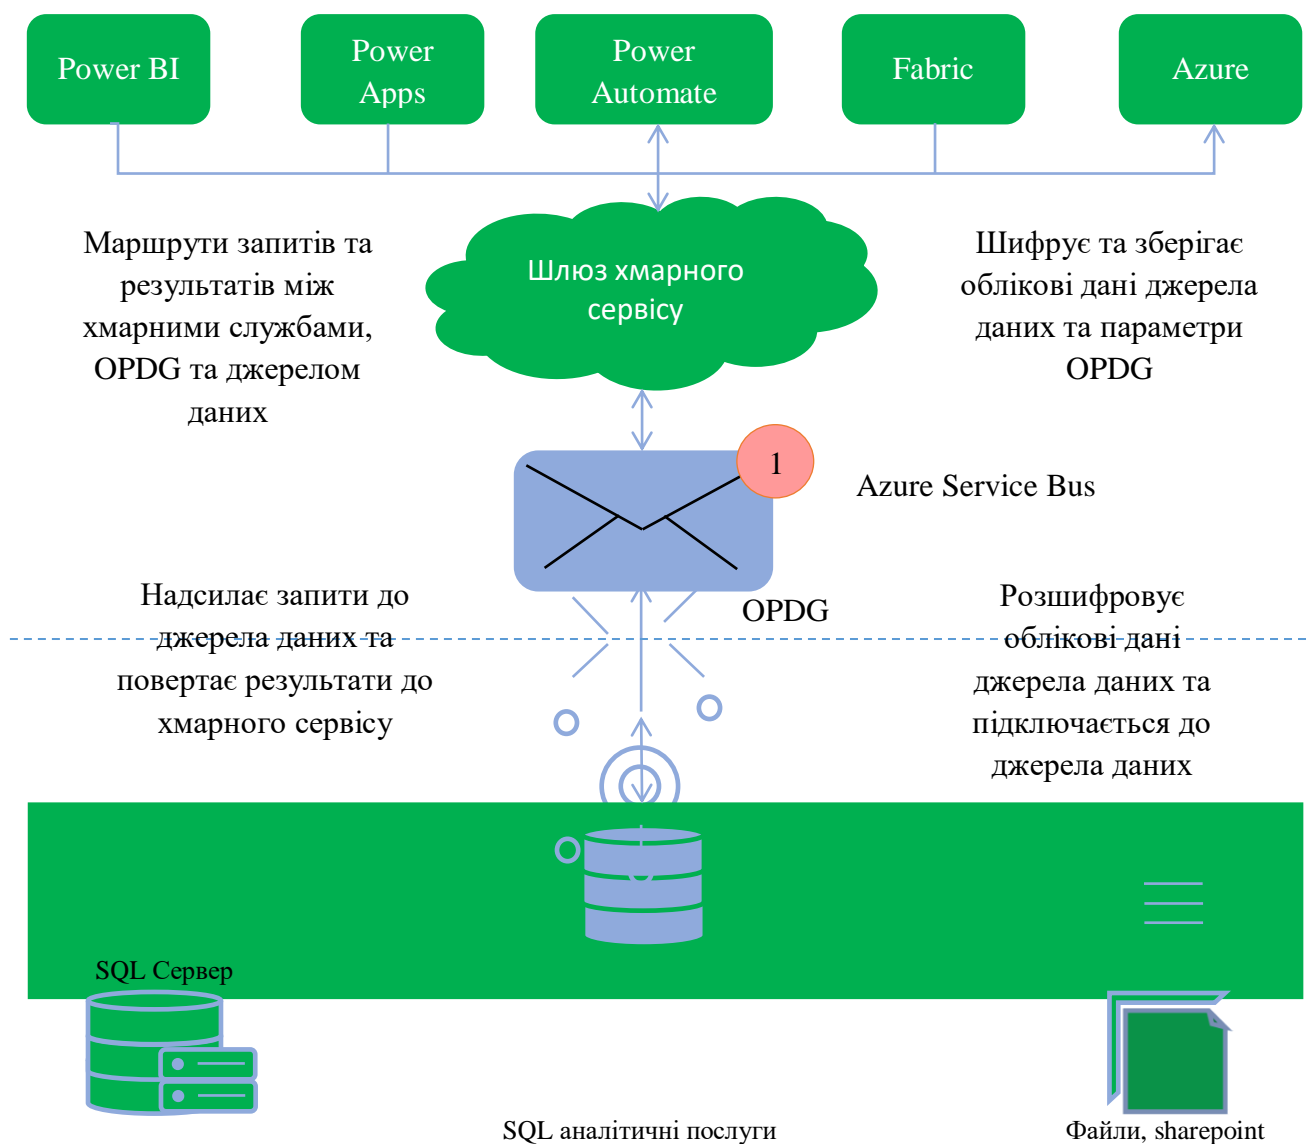 Power BI
Power
Apps
Power
Automate
Fabric
Azure
Маршрути запитів та
результатів між
хмарними службами,
OPDG та джерелом
даних
Шлюз хмарного
сервісу
Шифрує та зберігає
облікові дані джерела
даних та параметри
OPDG
1
Azure Service Bus
Надсилає запити до
джерела даних та
повертає результати до
хмарного сервісу
OPDG
Розшифровує
облікові дані
джерела даних та
підключається до
джерела даних
SQL Сервер
SQL аналітичні послуги
Файли, sharepoint